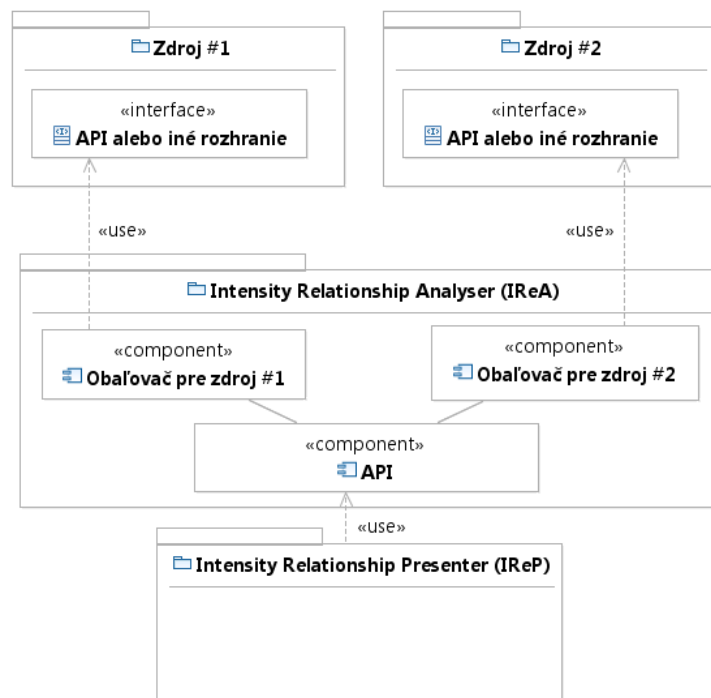 Zdroj #1
Zdroj #2
«interface»
API alebo iné rozhranie
«interface»
API alebo iné rozhranie
«use»
«use»
Intensity Relationship Analyser (IReA)
«component»
Obaľovač pre zdroj #1
«component»
Obaľovač pre zdroj #2
«component»
API
«use»
Intensity Relationship Presenter (IReP)